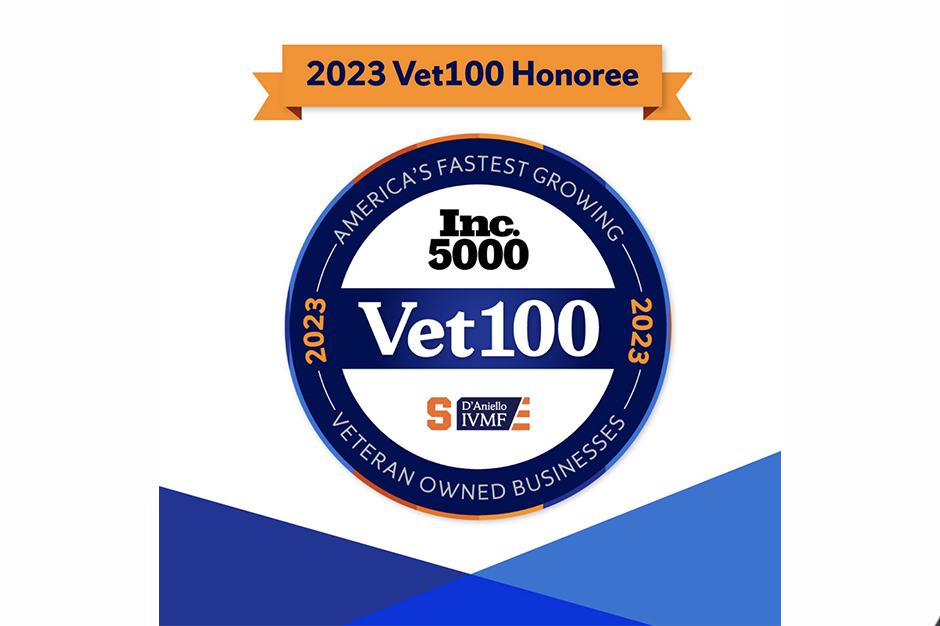 2023 Vet100 Honoree
AMERICA'S FASTEST GROWING
Inc.
5000
2023
Vet100
2023
S
D'Aniello
IVMF
VETERAN OWNED BUSINESSES